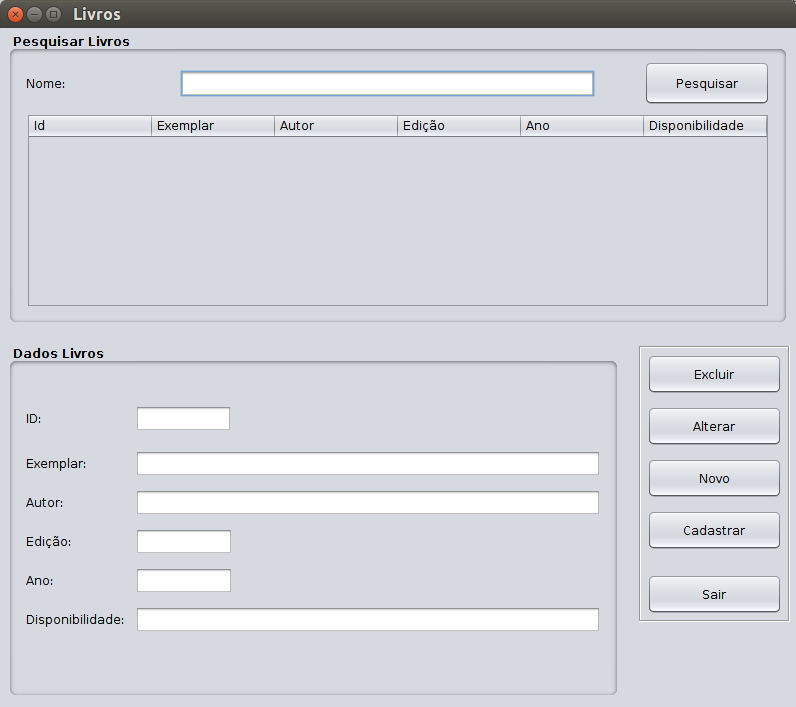 Livros
Pesquisar Livros
Nome:
Pesquisar
Id Exemplar Autor Edição Ano Disponibilidade
Dados Livros
ID:
Exemplar:
Autor:
Edição:
Ano:
Disponibilidade:
Excluir
Alterar
Novo
Cadastrar
Sair